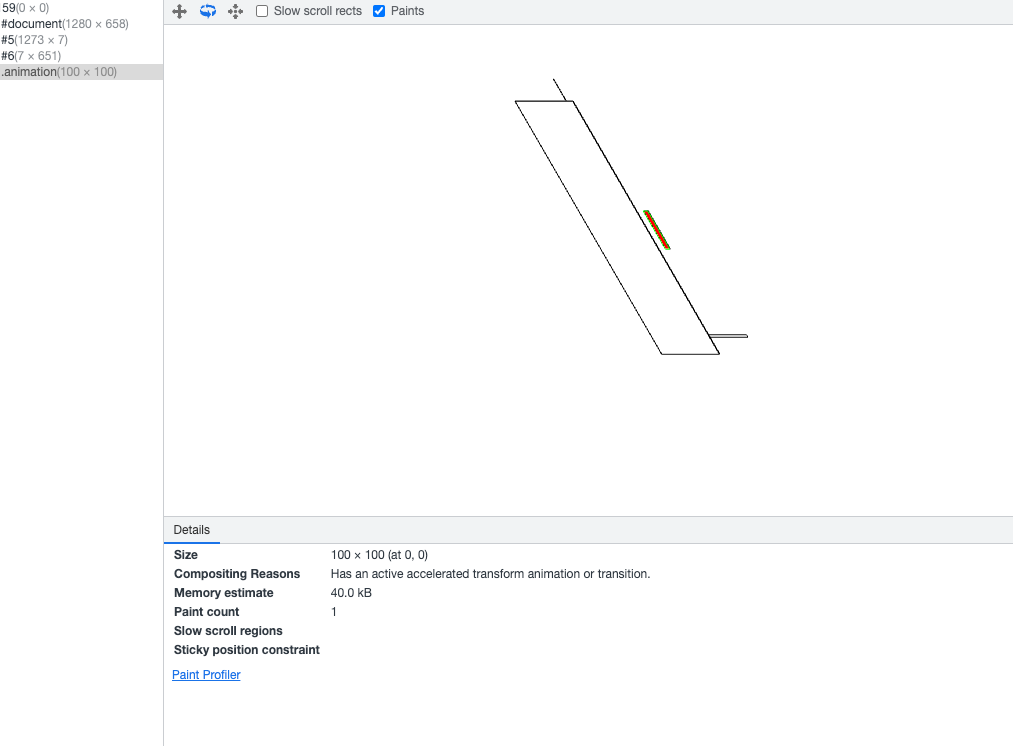 59(0 × 0)
#document(1280 × 658)
#5(1273 × 7)
#6(7 × 651)
.animation(100 × 100)
Slow scroll rects Paints
Details
Size 100 × 100 (at 0, 0)
Compositing Reasons Has an active accelerated transform animation or transition.
Memory estimate 40.0 kB
Paint count 1
Slow scroll regions
Sticky position constraint
Paint Profiler